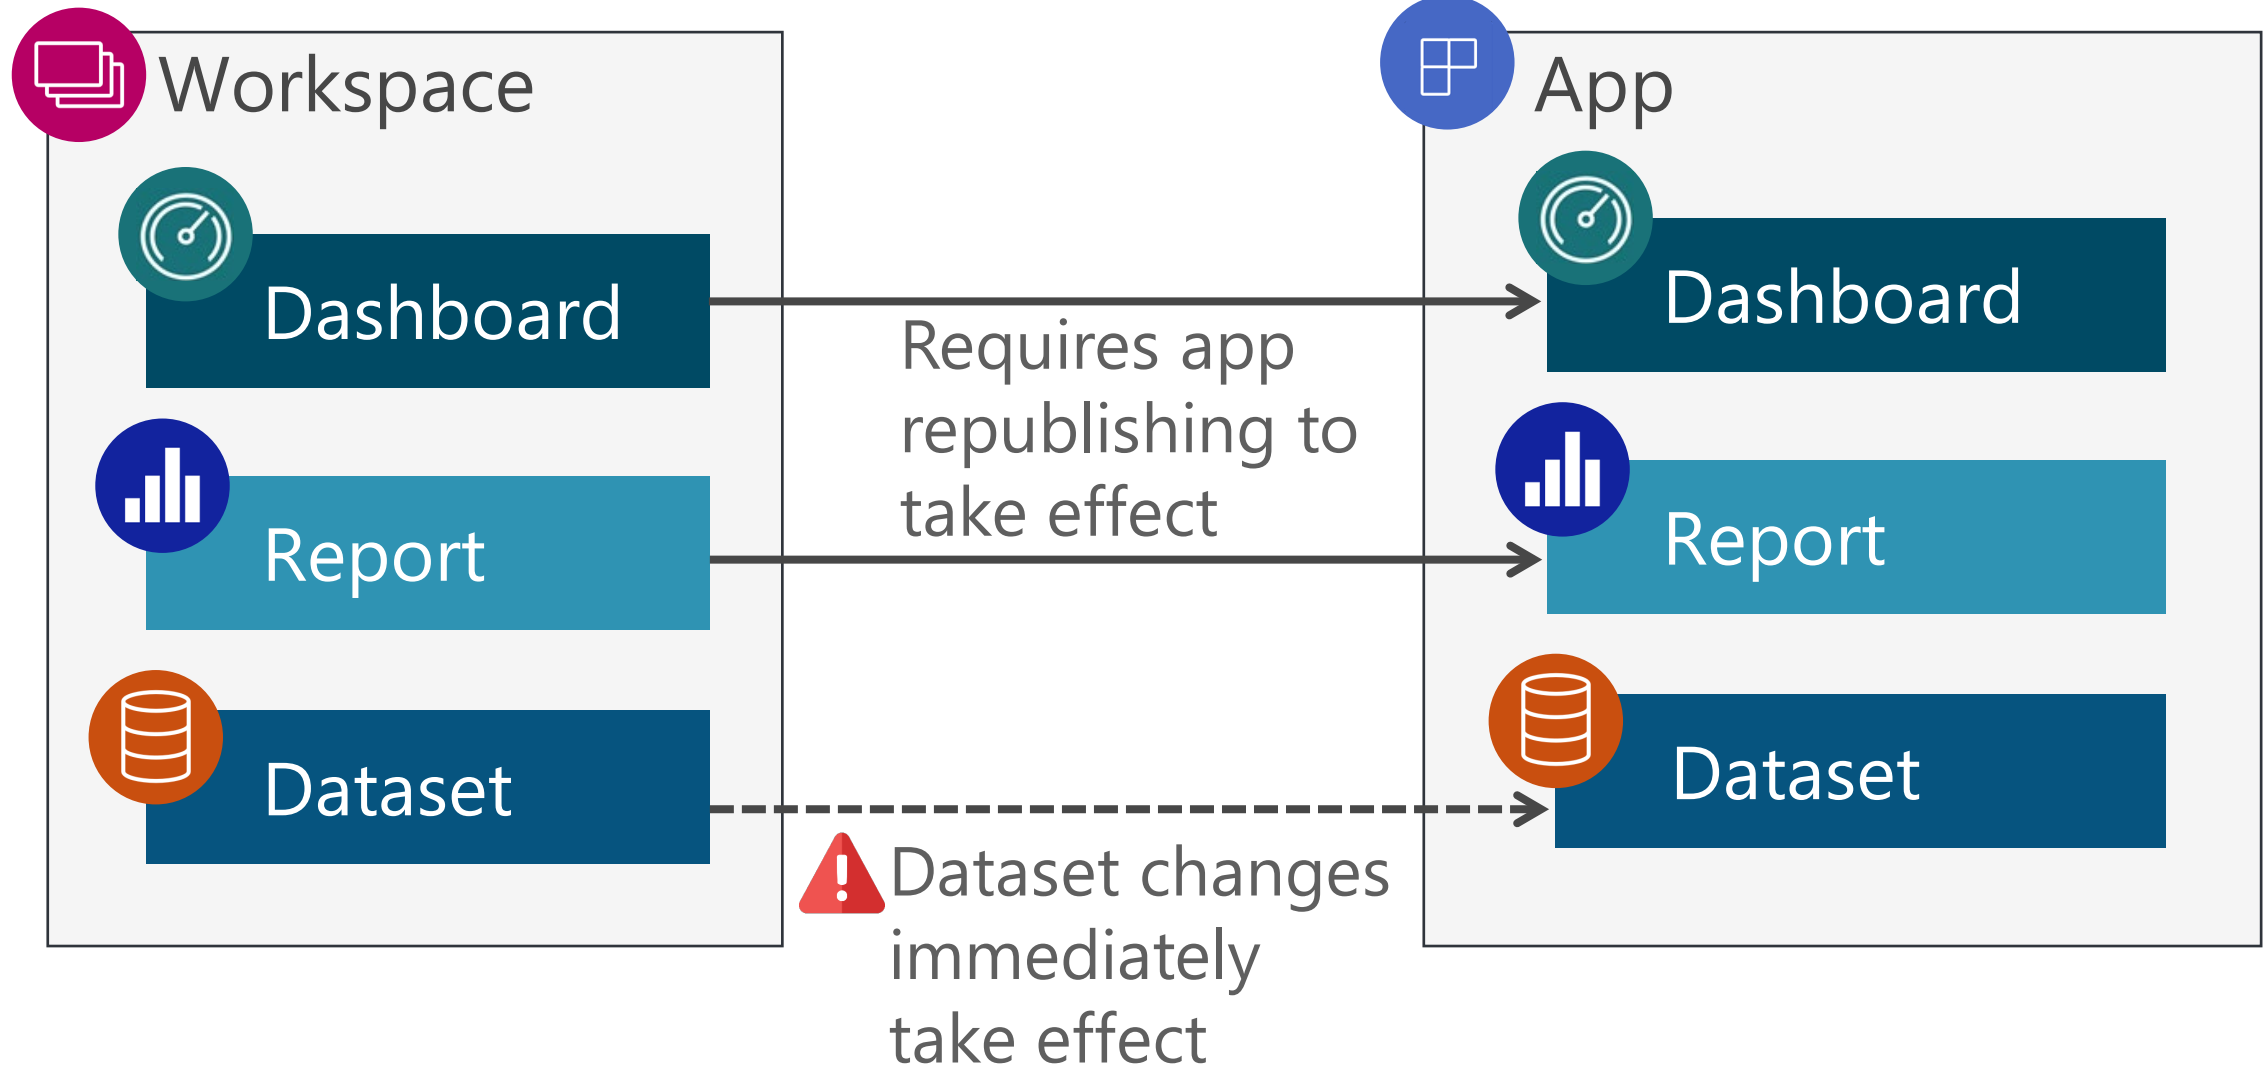 Workspace
Dashboard
Report
Dataset
Requires app
republishing to
take effect
Dataset changes
immediately
take effect
App
Dashboard
Report
Dataset